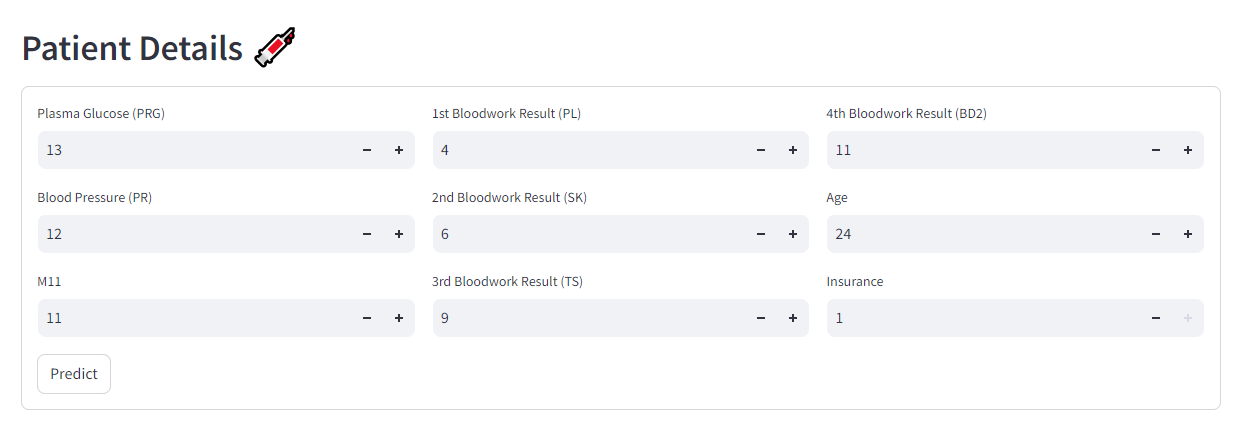 Patient Details
Plasma Glucose (PRG)
1st Bloodwork Result (PL)
4th Bloodwork Result (BD2)
13
4
11
Blood Pressure (PR)
2nd Bloodwork Result (SK)
Age
12
6
24
M11
3rd Bloodwork Result (TS)
Insurance
11
9
1
Predict